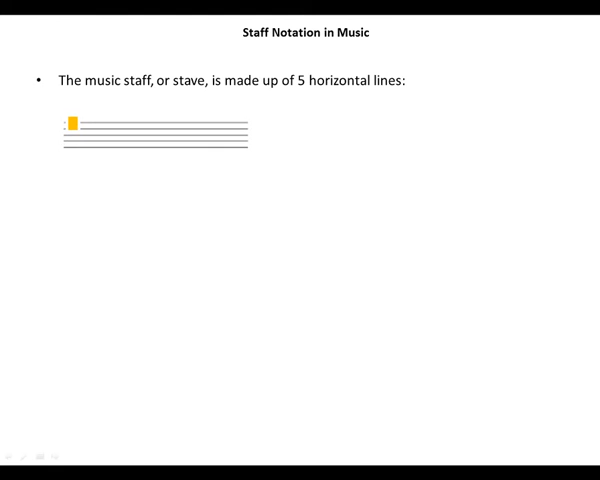 Staff Notation in Music
• The music staff, or stave, is made up of 5 horizontal lines: